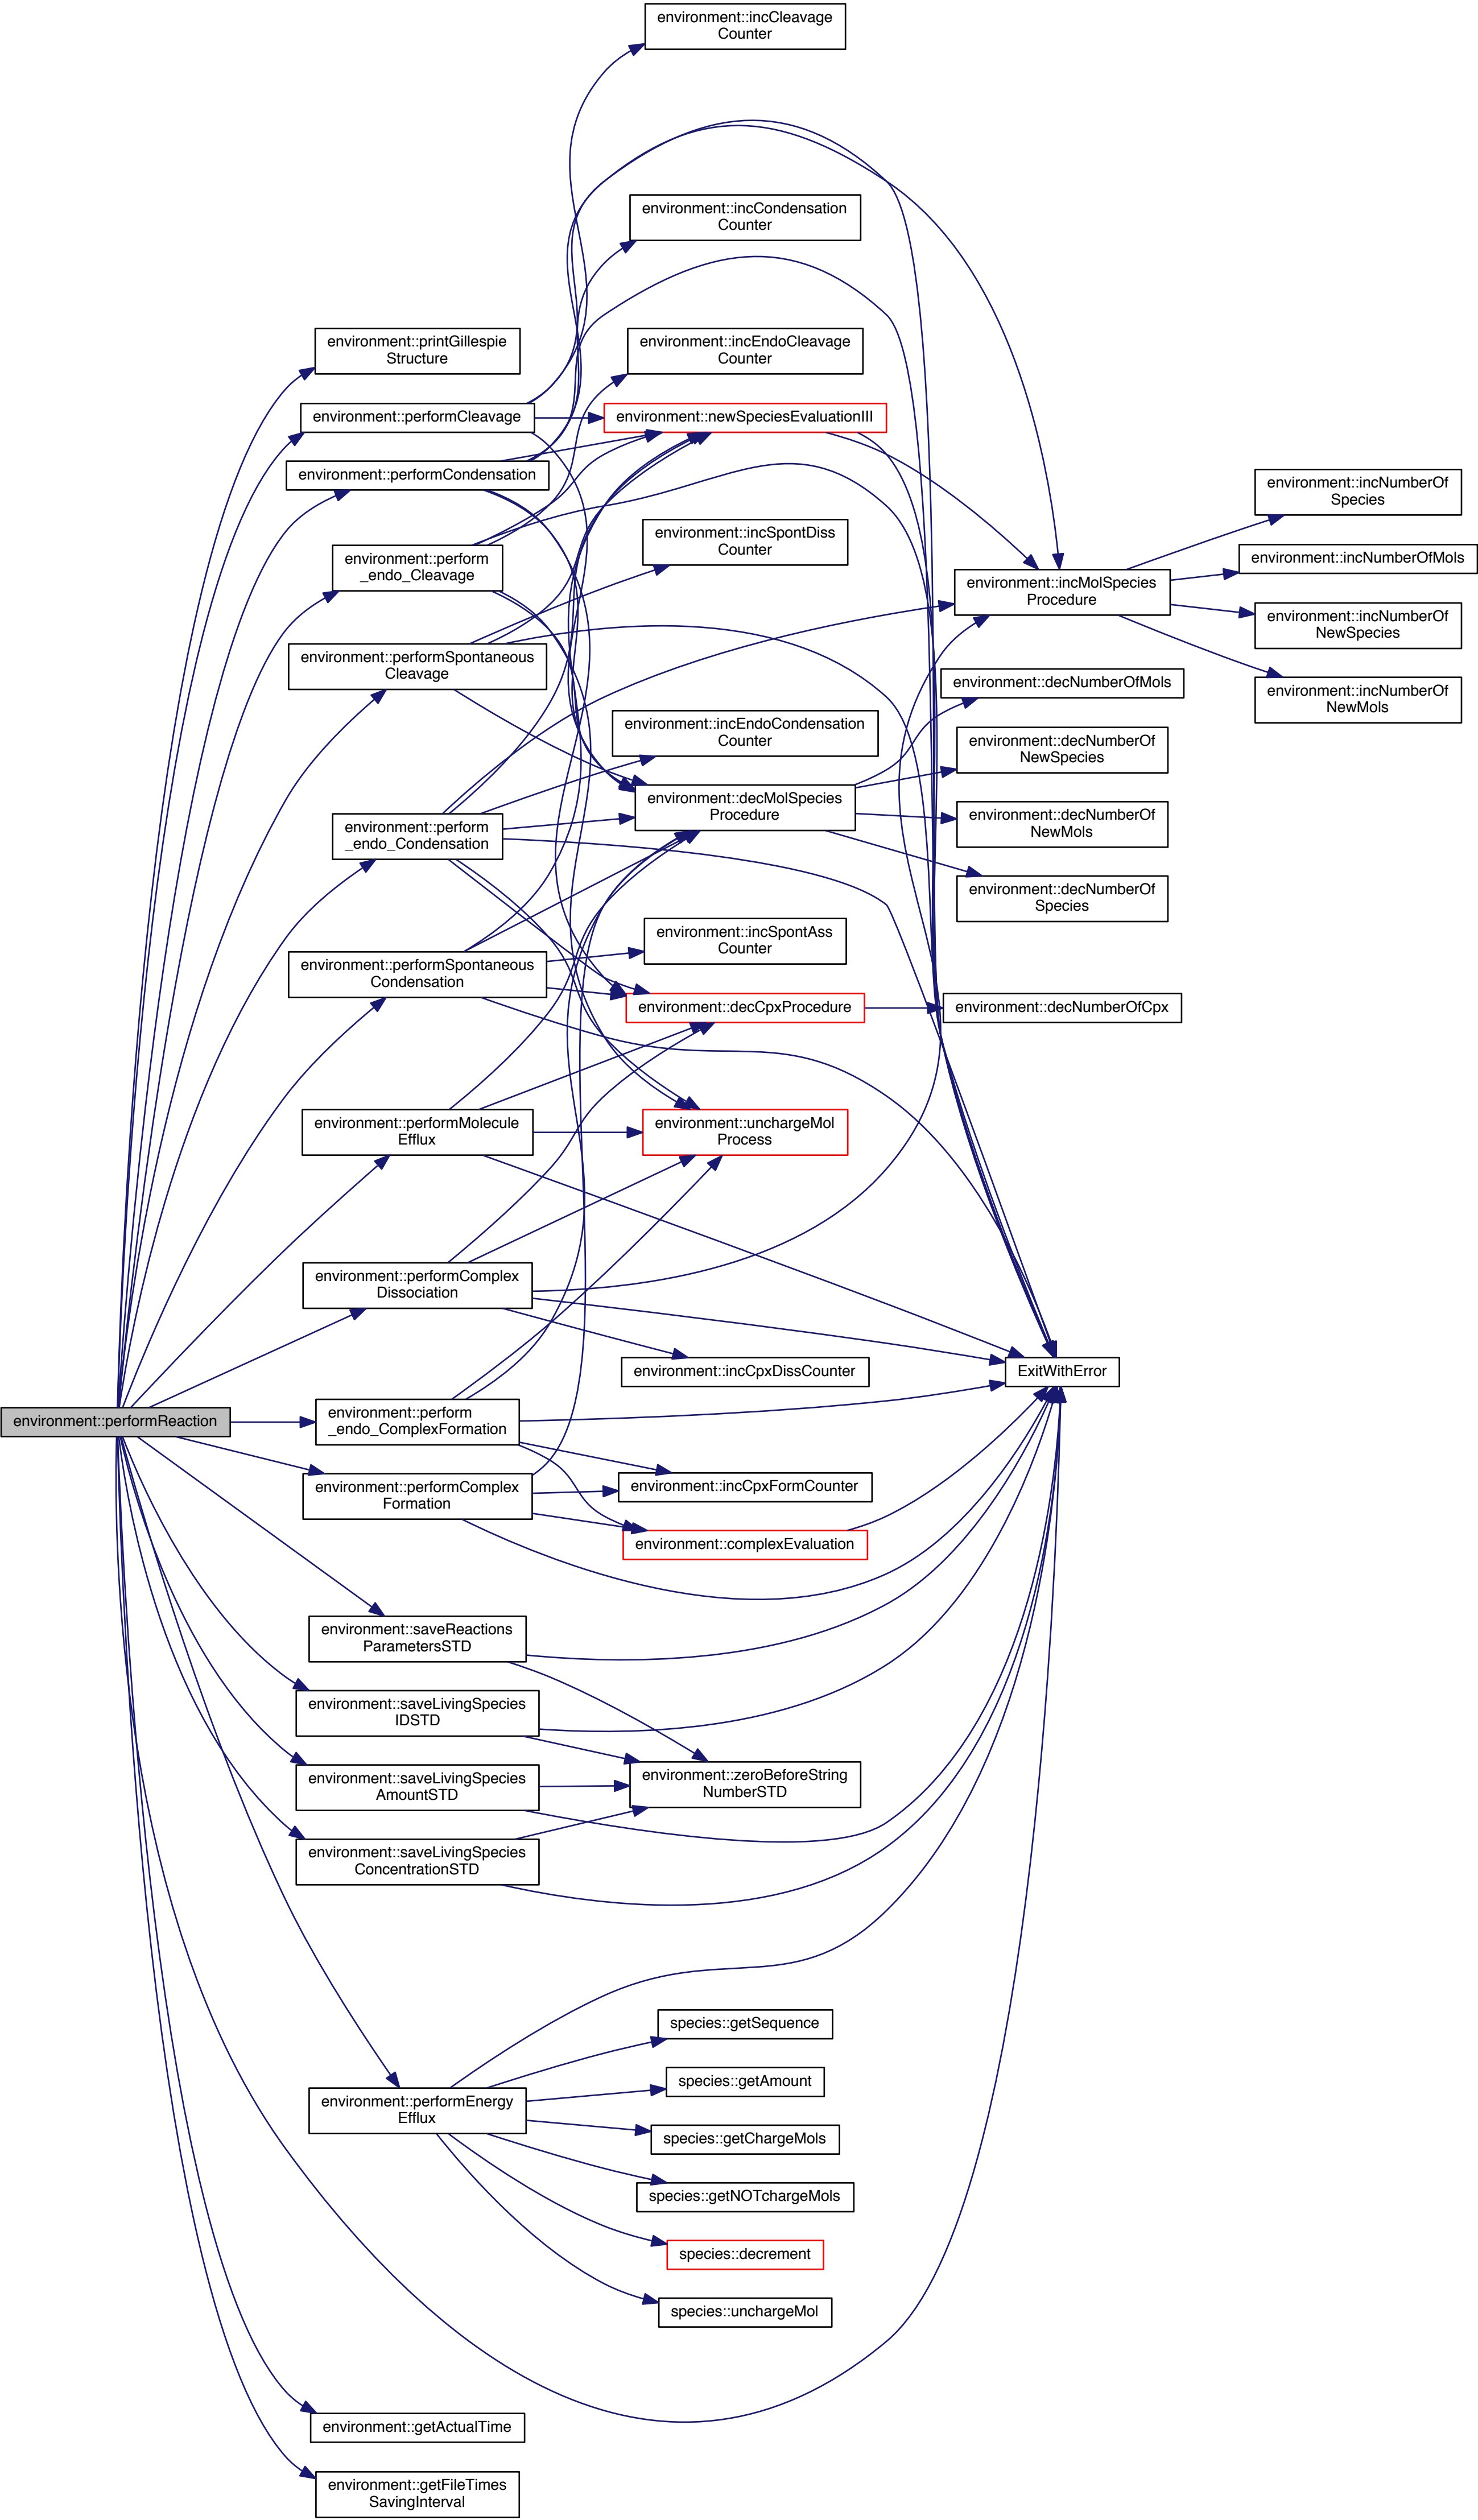 environment::incCleavage
Counter
environment::incCondensation
Counter
environment::printGillespie
Structure
environment::incEndoCleavage
Counter
environment::performCleavage
environment::newSpeciesEvaluationIII
environment::performCondensation
environment::incNumberOf
Species
environment::incSpontDiss
Counter
environment::perform
_endo_Cleavage
environment::incNumberOfMols
environment::incMolSpecies
Procedure
environment::incNumberOf
NewSpecies
environment::performSpontaneous
Cleavage
environment::decNumberOfMols
environment::incNumberOf
NewMols
environment::incEndoCondensation
Counter
environment::decNumberOf
NewSpecies
environment::decMolSpecies
Procedure
environment::decNumberOf
NewMols
environment::perform
_endo_Condensation
environment::decNumberOf
Species
environment::incSpontAss
Counter
environment::performSpontaneous
Condensation
environment::decCpxProcedure
environment::decNumberOfCpx
environment::performMolecule
Efflux
environment::unchargeMol
Process
environment::performComplex
Dissociation
environment::incCpxDissCounter
ExitWithError
environment::performReaction
environment::perform
_endo_ComplexFormation
environment::incCpxFormCounter
environment::performComplex
Formation
environment::complexEvaluation
environment::saveReactions
ParametersSTD
environment::saveLivingSpecies
IDSTD
environment::zeroBeforeString
NumberSTD
environment::saveLivingSpecies
AmountSTD
environment::saveLivingSpecies
ConcentrationSTD
species::getSequence
species::getAmount
environment::performEnergy
Efflux
species::getChargeMols
species::getNOTchargeMols
species::decrement
species::unchargeMol
environment::getActualTime
environment::getFileTimes
SavingInterval